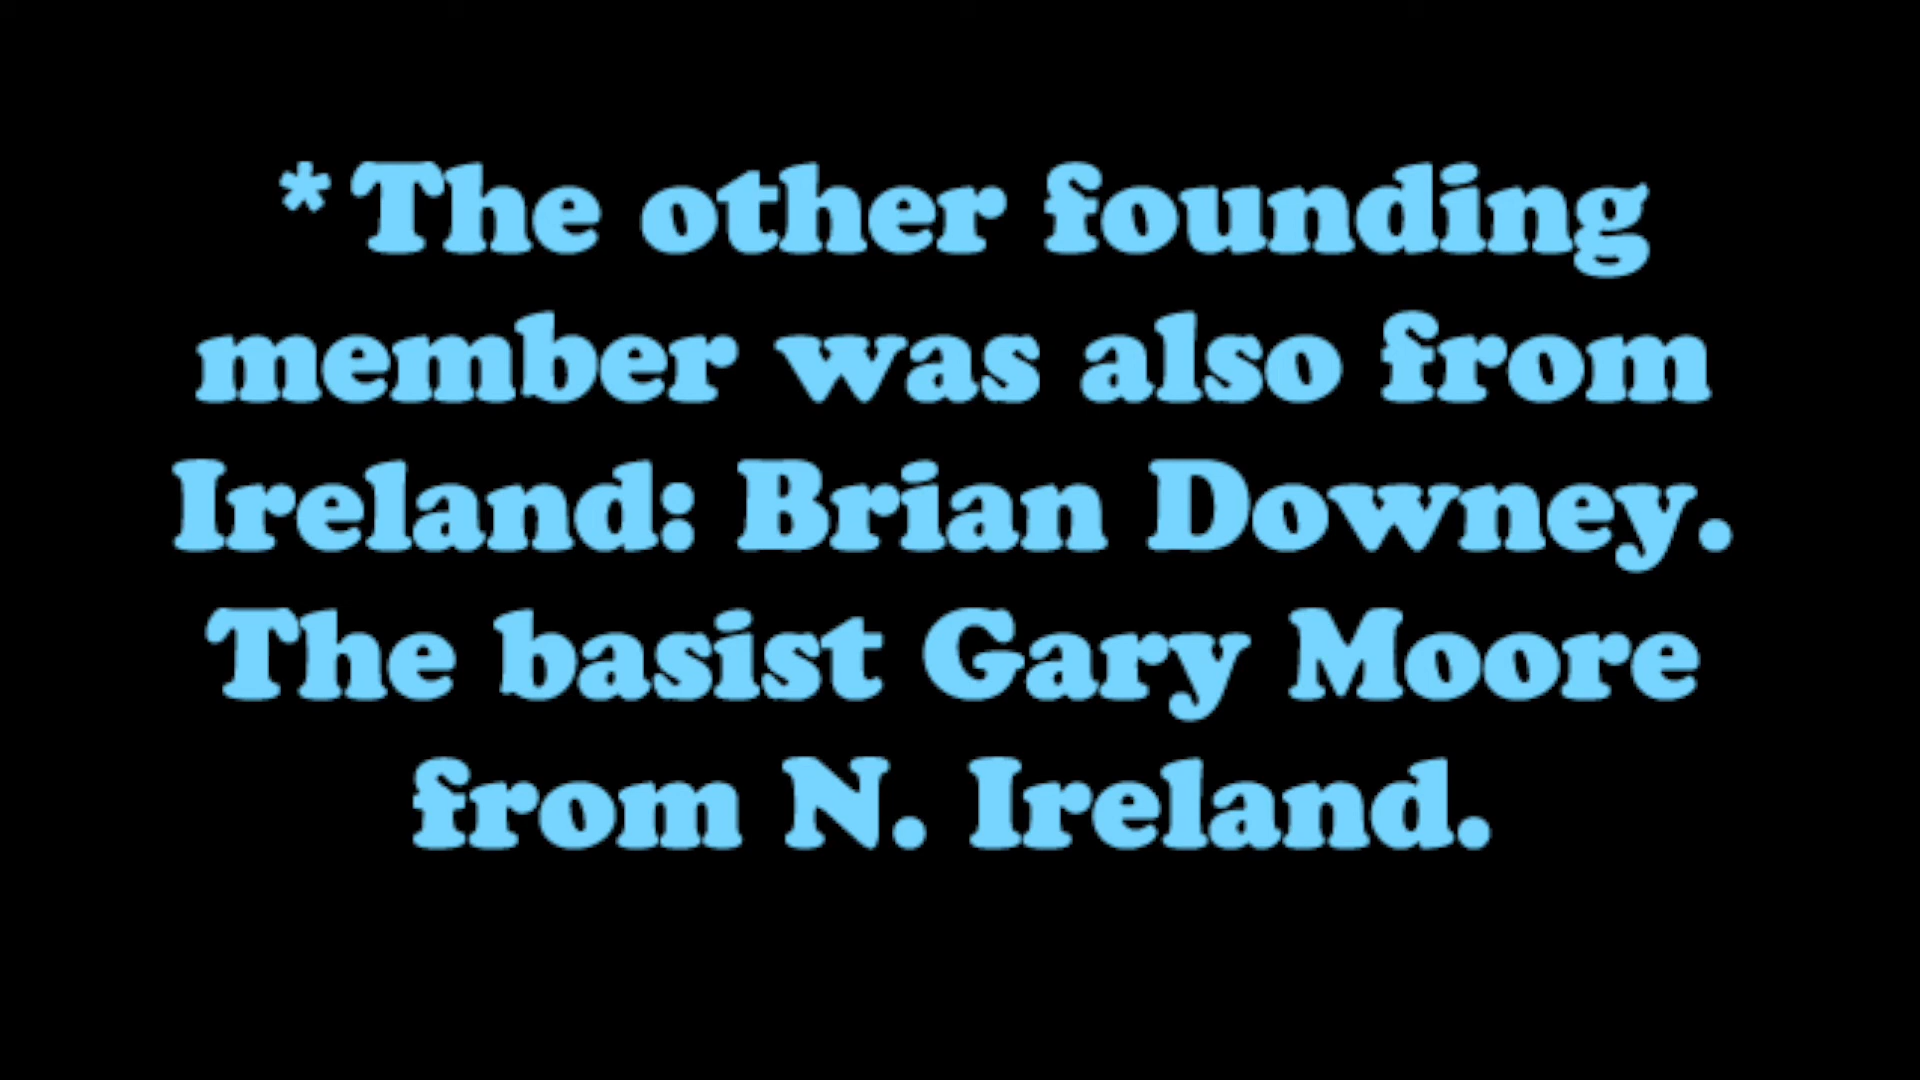 *The other founding
member was also from
Ireland: Brian Downey.
The basist Gary Moore
from N. Ireland.